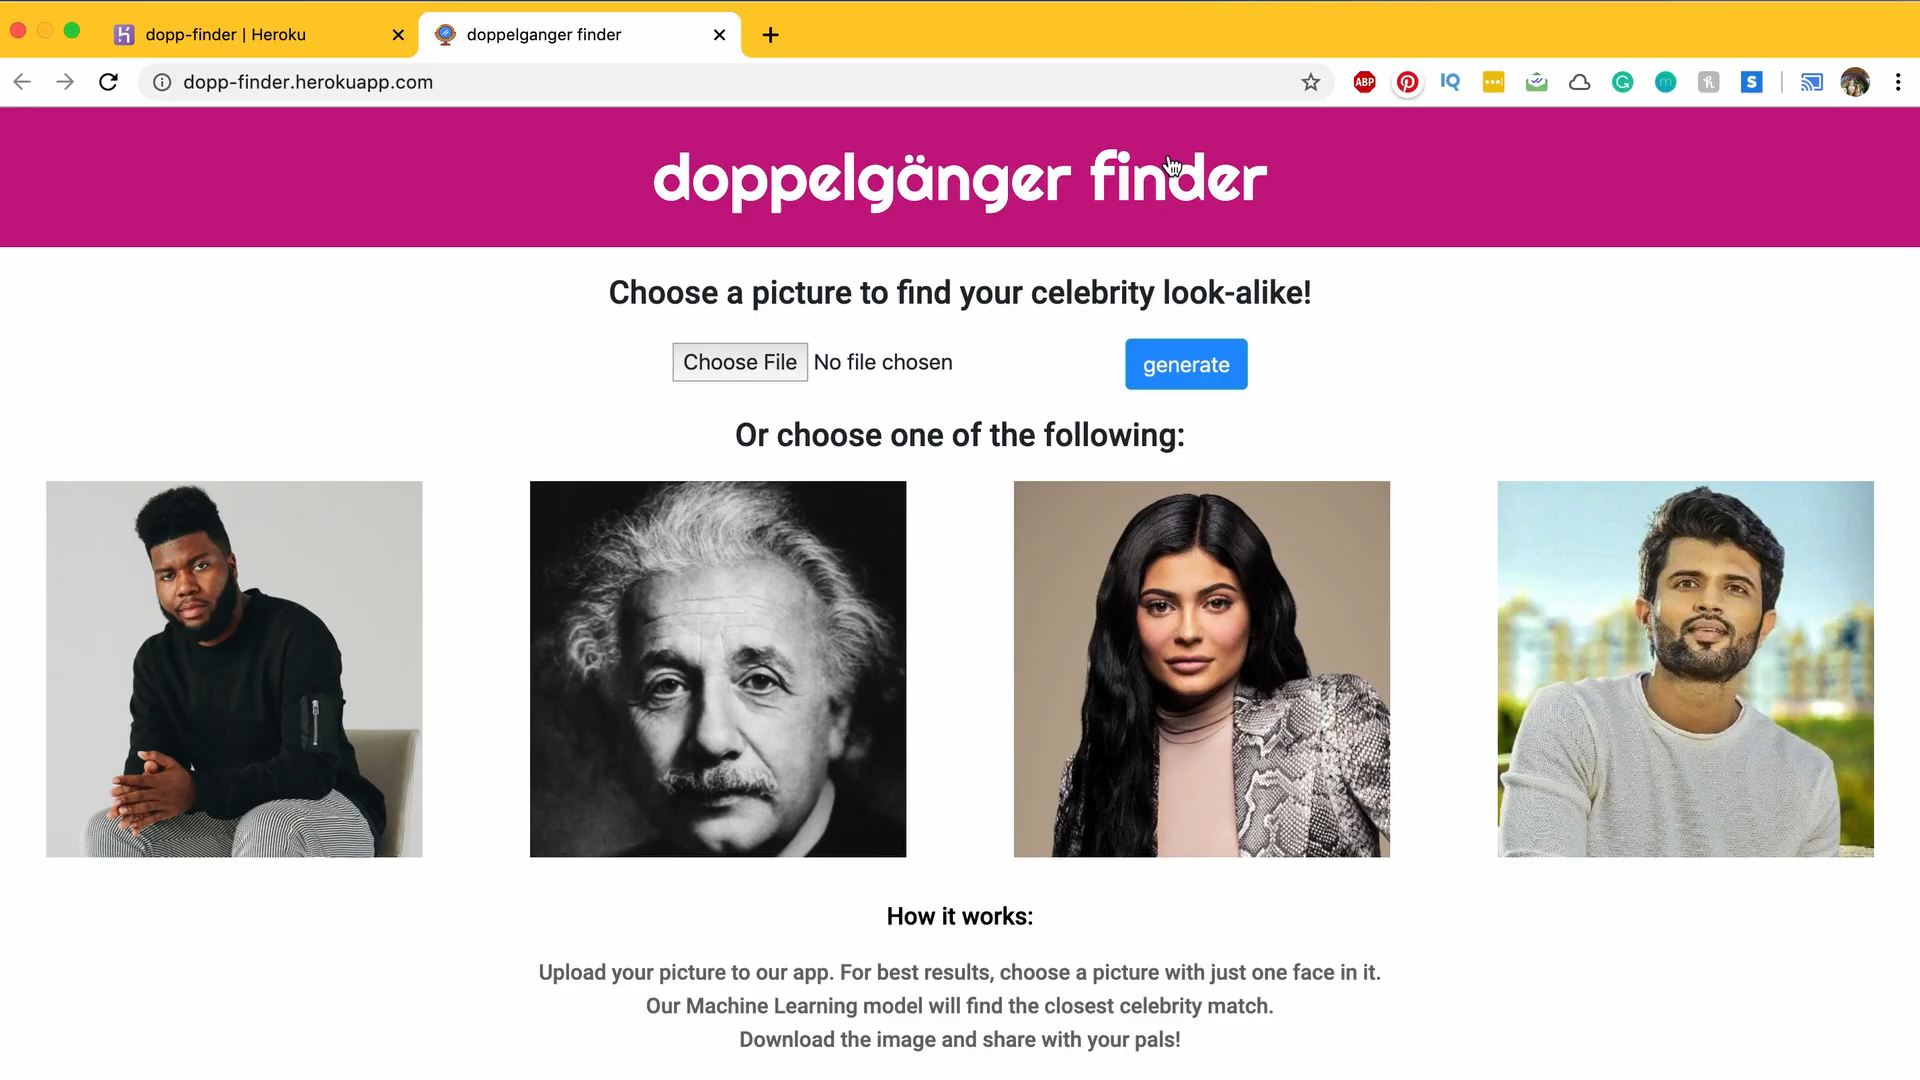 dopp-finder | Heroku
doppelganger finder
dopp-finder.herokuapp.com
ABP
IQ
m
h
S
doppelgänger finder
Choose a picture to find your celebrity look-alike!
Choose File No file chosen
generate
Or choose one of the following:
How it works:
Upload your picture to our app. For best results, choose a picture with just one face in it.
Our Machine Learning model will find the closest celebrity match.
Download the image and share with your pals!